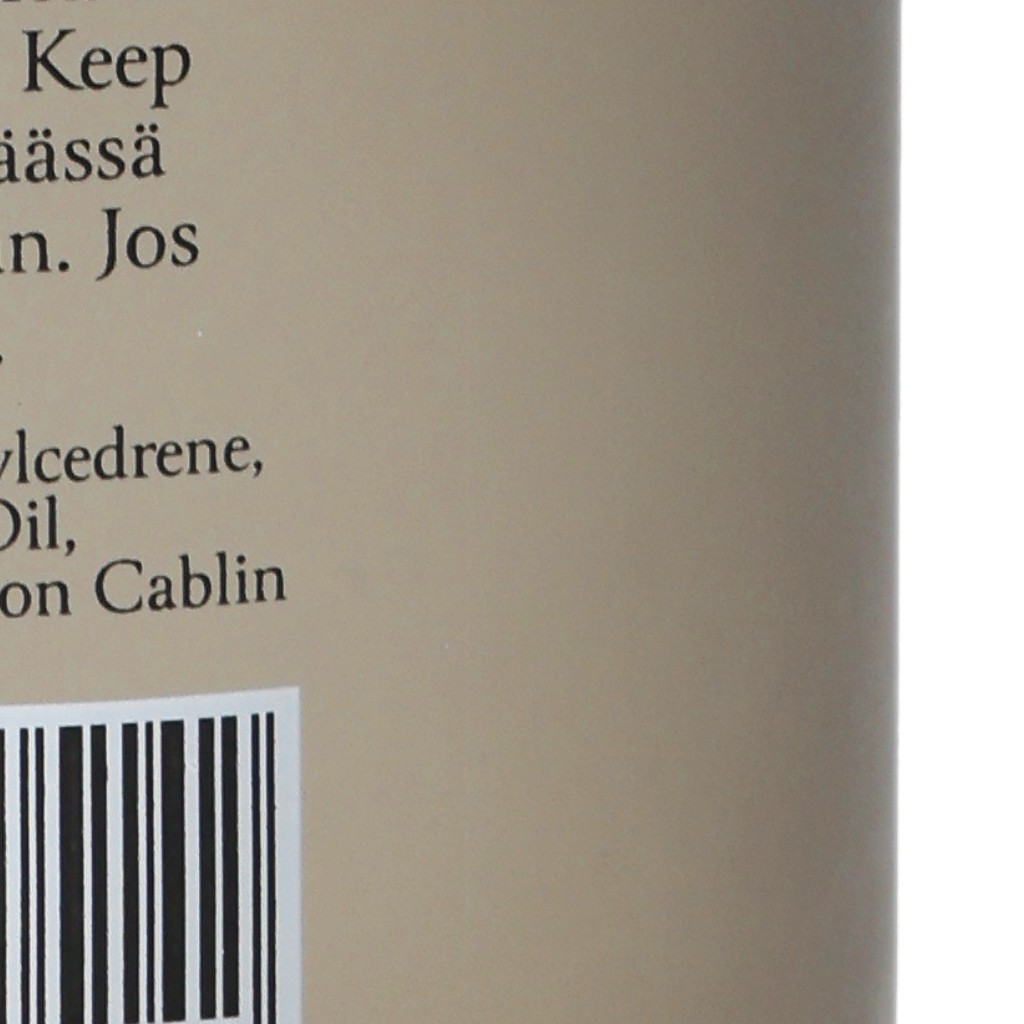 Keep
äässä
n. Jos
ylcedrene,
Oil,
on Cablin